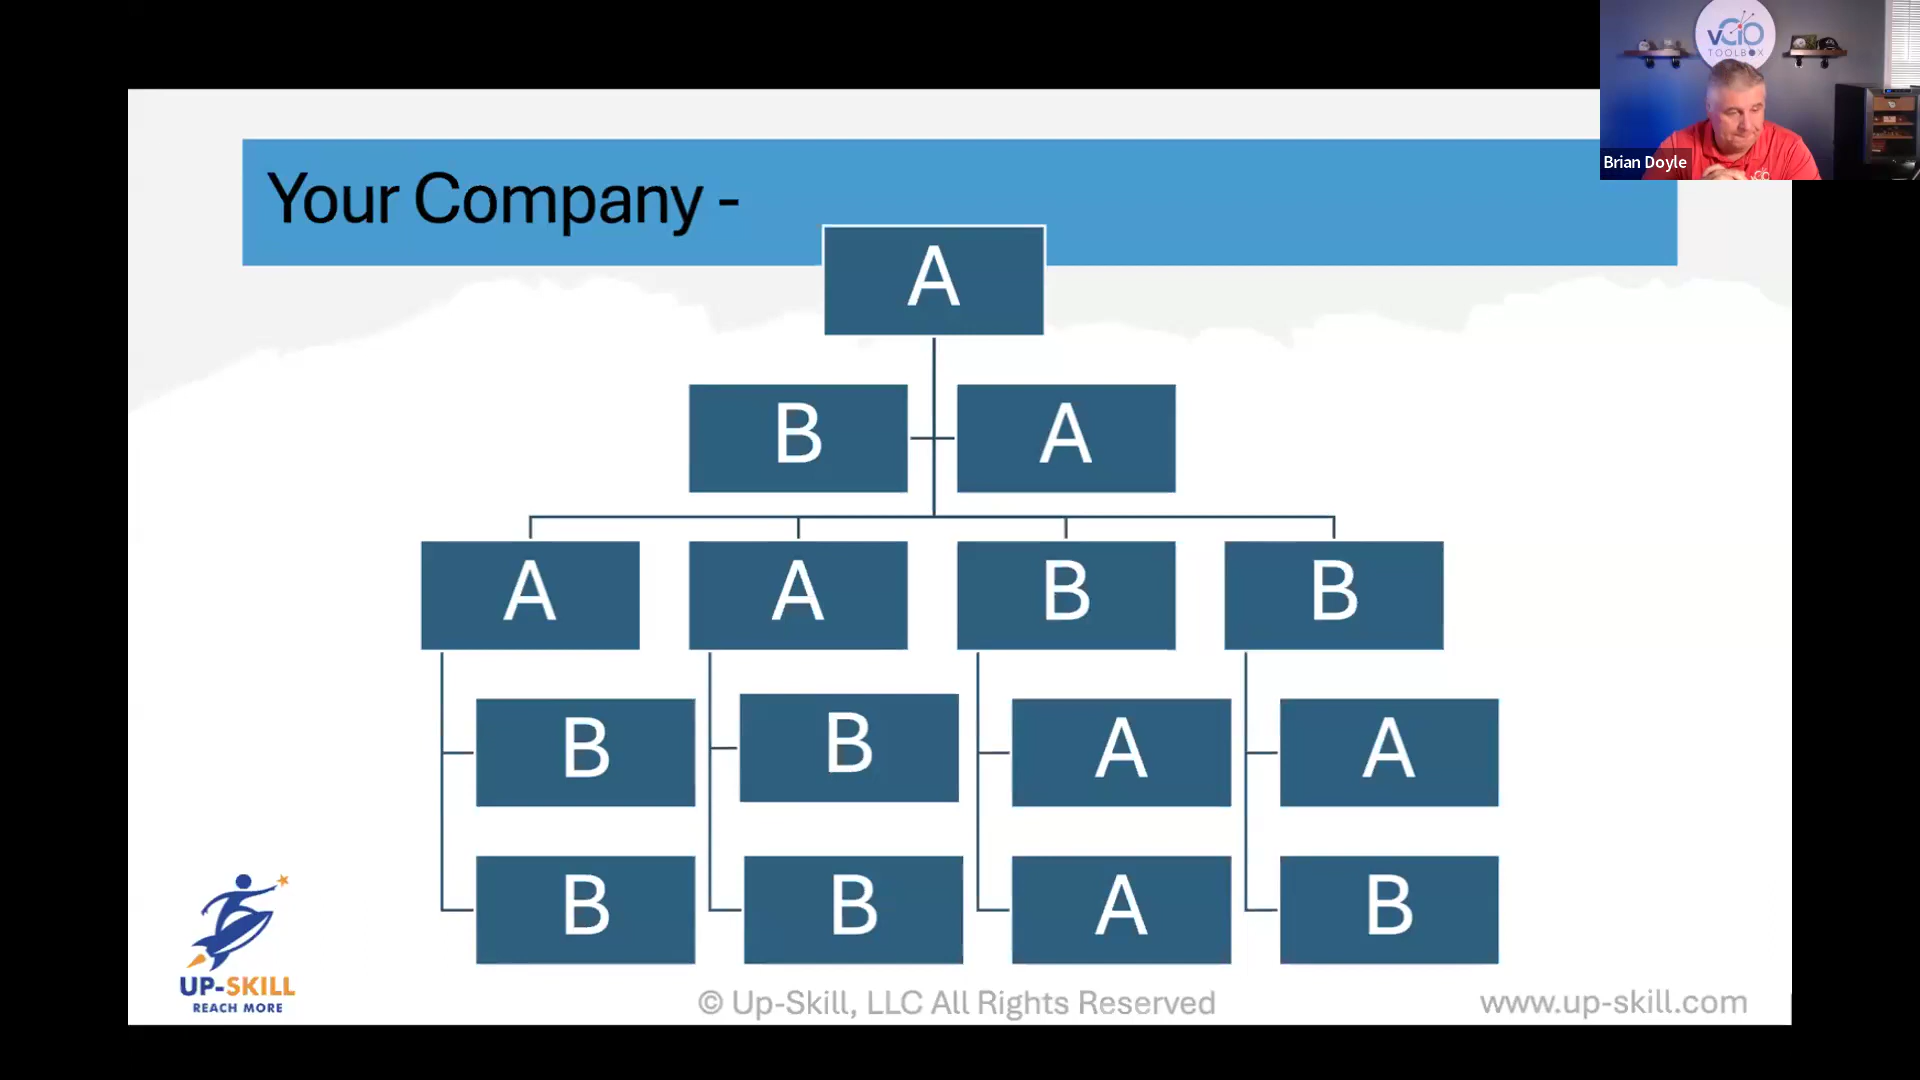 vCIO
TOOLBOX
Brian Doyle
Your Company -
A
B A
A A B B
B B A A
B B A B
UP-SKILL
REACH MORE
© Up-Skill, LLC All Rights Reserved
www.up-skill.com